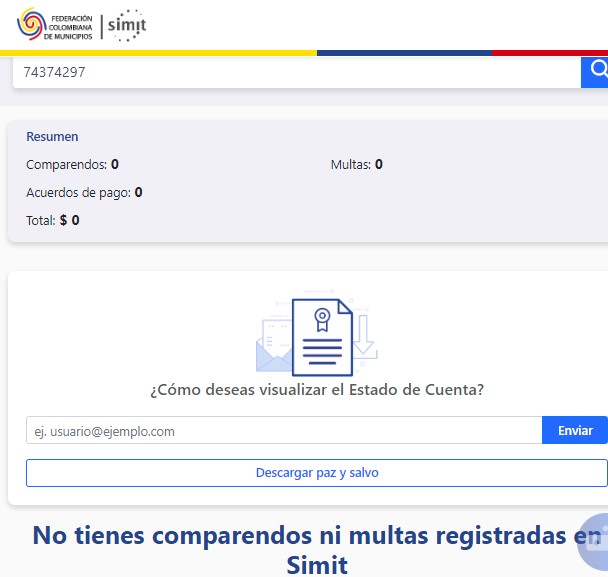 FEDERACIÓN
COLOMBIANA
DE MUNICIPIOS
simit
74374297
Resumen
Comparendos: 0
Multas: 0
Acuerdos de pago: 0
Total: $ 0
¿Cómo deseas visualizar el Estado de Cuenta?
ej. usuario@ejemplo.com
Enviar
Descargar paz y salvo
No tienes comparendos ni multas registradas en
Simit